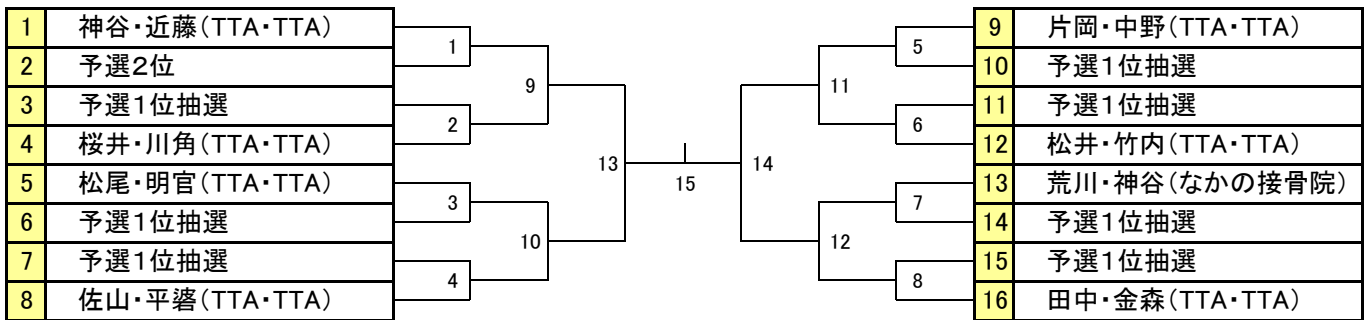 1 神谷・近藤(TTA・TTA)
2 予選2位
3 予選1位抽選
4 桜井・川角(TTA・TTA)
5 松尾・明官(TTA・TTA)
6 予選1位抽選
7 予選1位抽選
8 佐山・平碆(TTA・TTA)
1
2
3
4
9
10
13
15
14
11
12
5
6
7
8
9 片岡・中野(TTA・TTA)
10 予選1位抽選
11 予選1位抽選
12 松井・竹内(TTA・TTA)
13 荒川・神谷(なかの接骨院)
14 予選1位抽選
15 予選1位抽選
16 田中・金森(TTA・TTA)